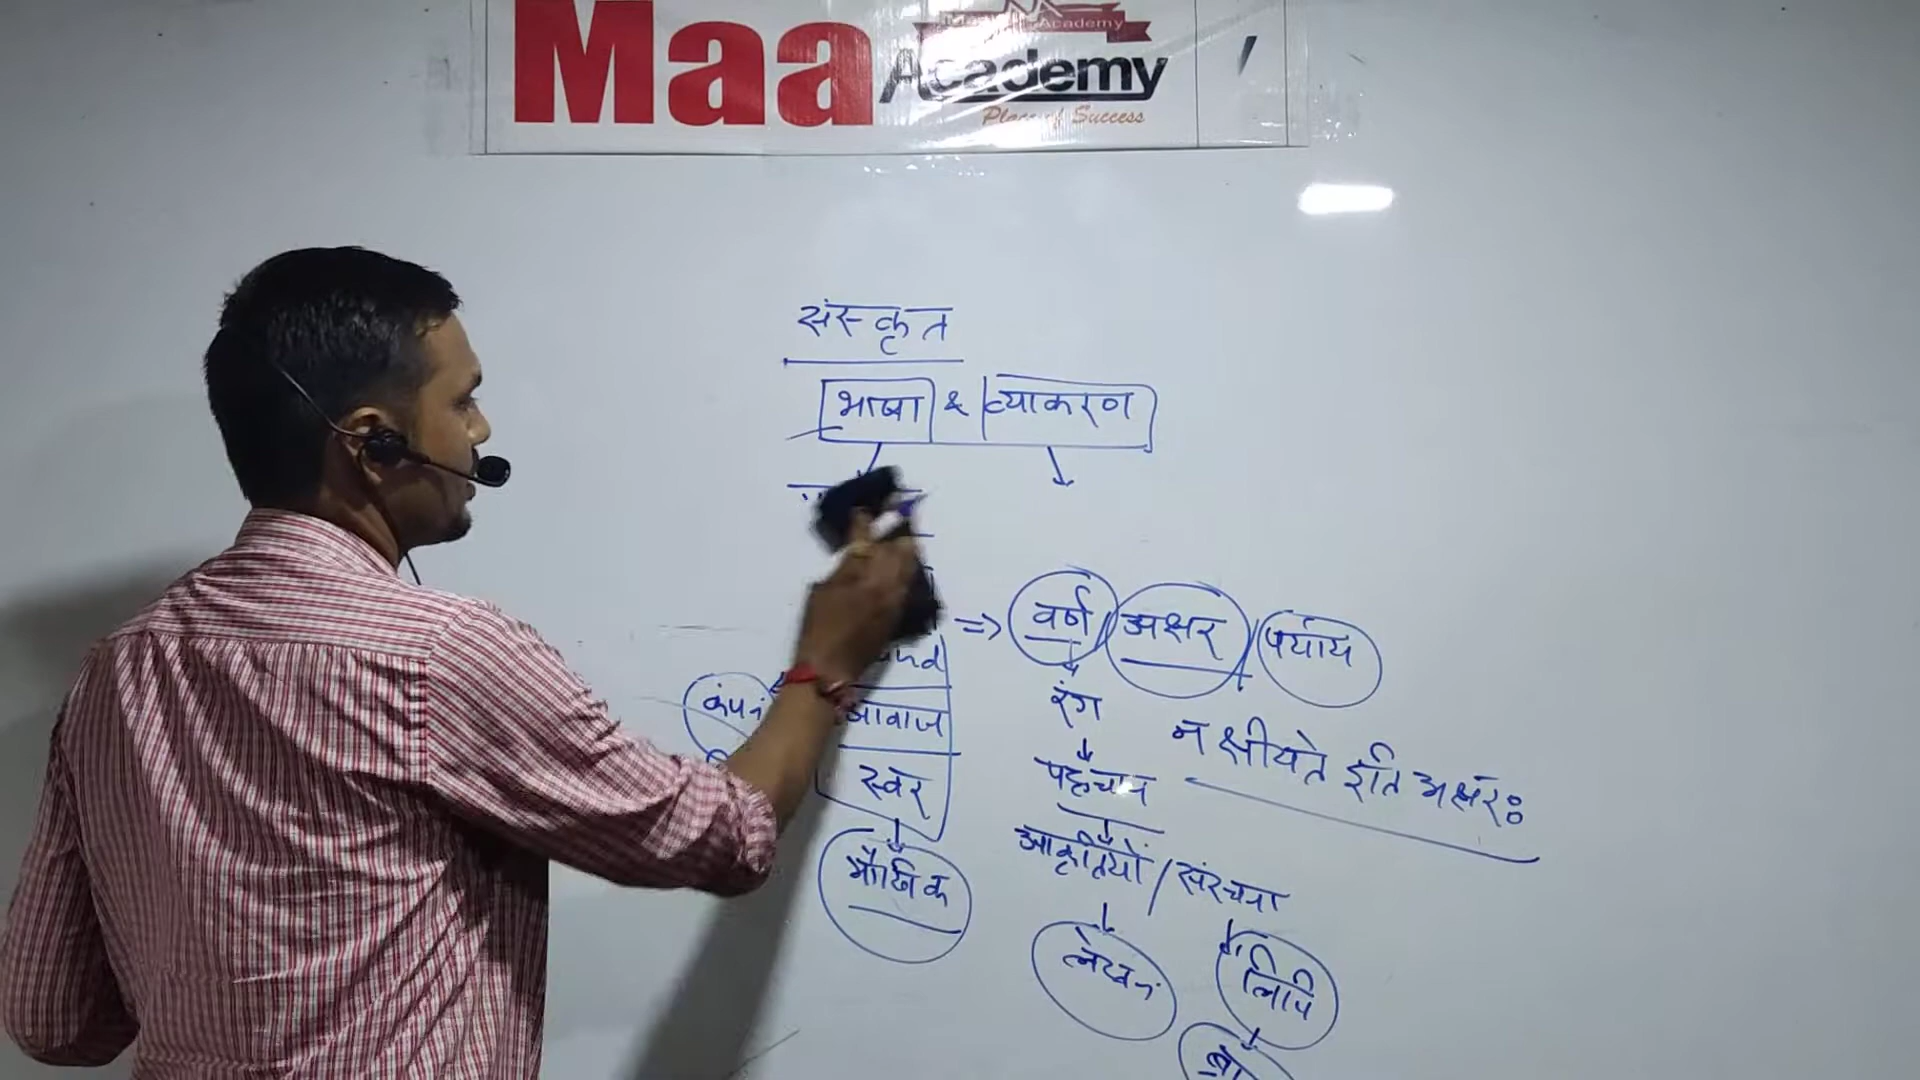 Maa Academy
Place of Success
संस्कृत
भाषा & व्याकरण
=> वर्ण / अक्षर / पर्याय
रंग
आवाज
न क्षीयते इति अक्षरः
पहचान
स्वर
आकृतियों / संरचना
मौखिक
लेखन
लिपि